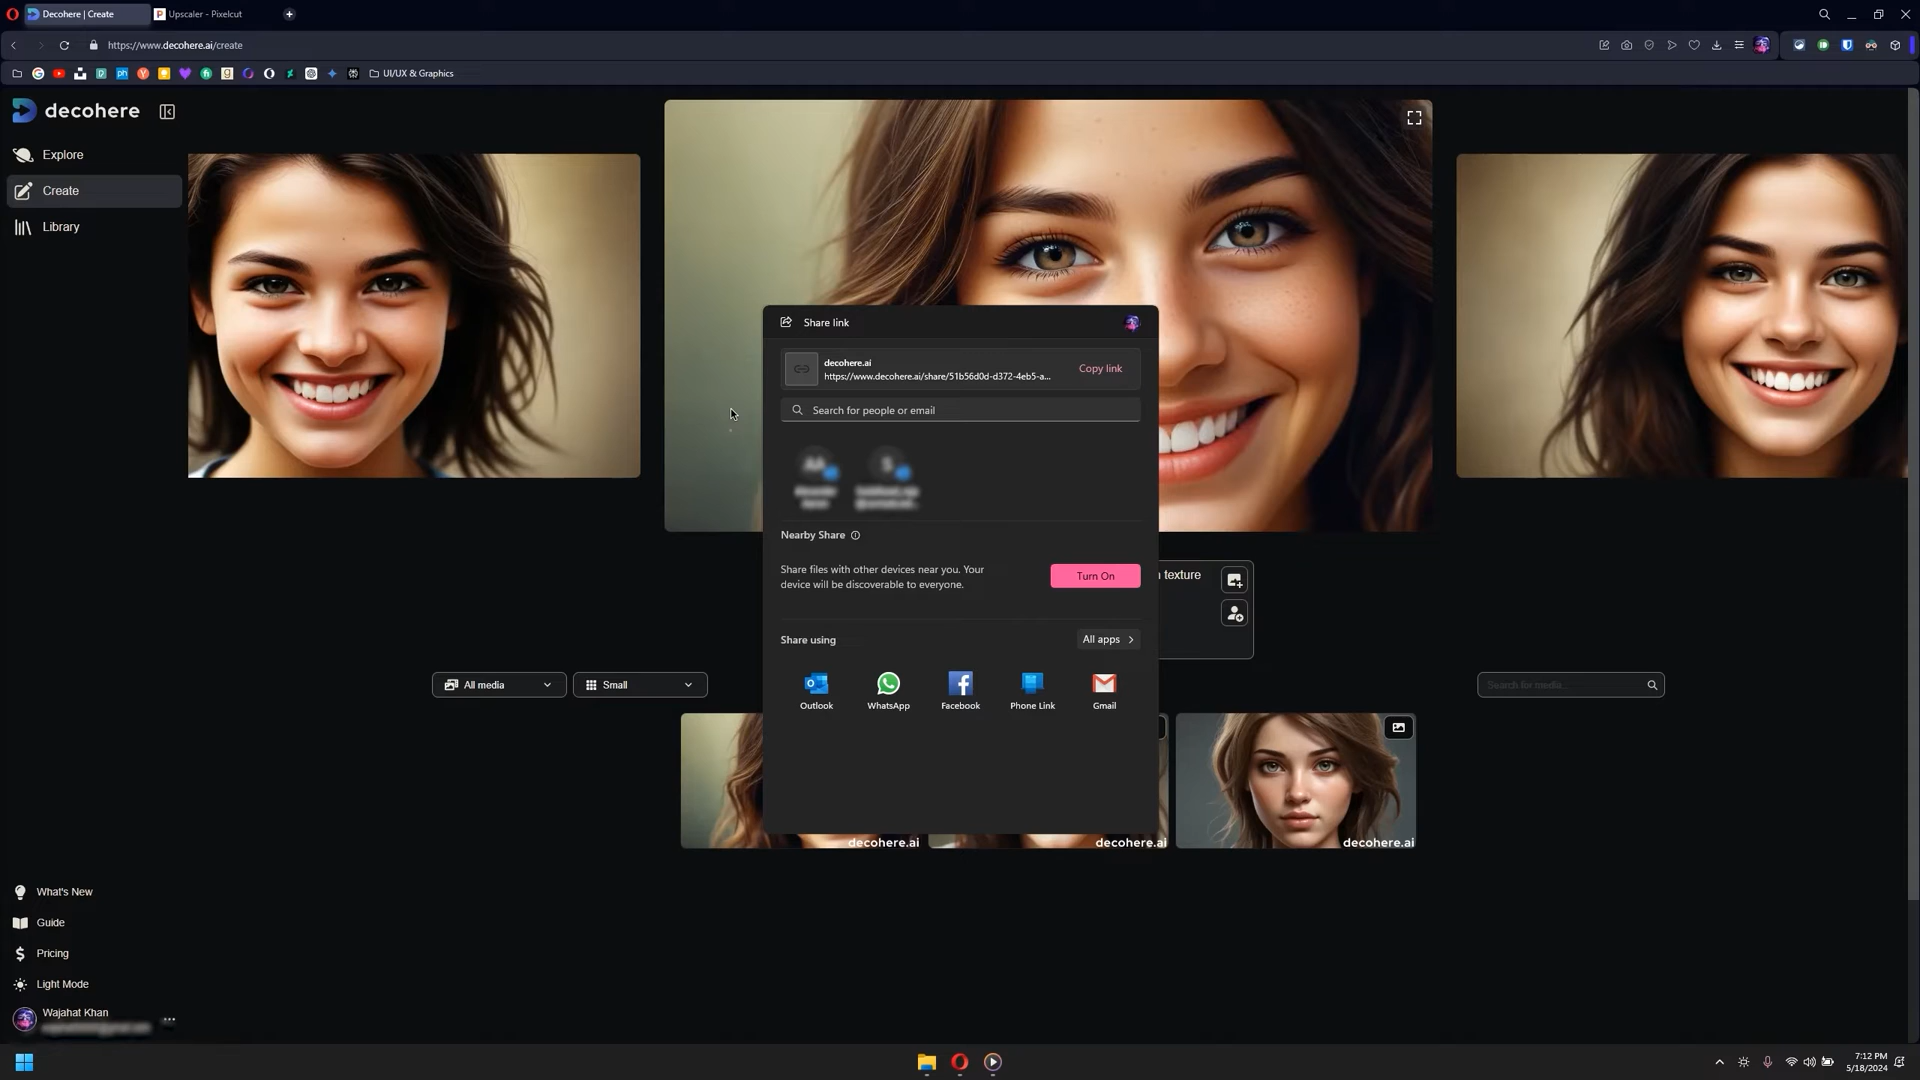 Decohere | Create
Upscaler - Pixelcut
https://www.decohere.ai/create
UI/UX & Graphics
decohere
Explore
Create
Library
Share link
decohere.ai
https://www.decohere.ai/share/51b56d0d-d372-4eb5-a...
Copy link
Search for people or email
Nearby Share
Share files with other devices near you. Your
device will be discoverable to everyone.
Turn On
texture
Share using
All apps
Outlook
WhatsApp
Facebook
Phone Link
Gmail
All media
Small
Search for media...
decohere.ai
decohere.ai
decohere.ai
What's New
Guide
Pricing
Light Mode
Wajahat Khan
7:12 PM
5/18/2024